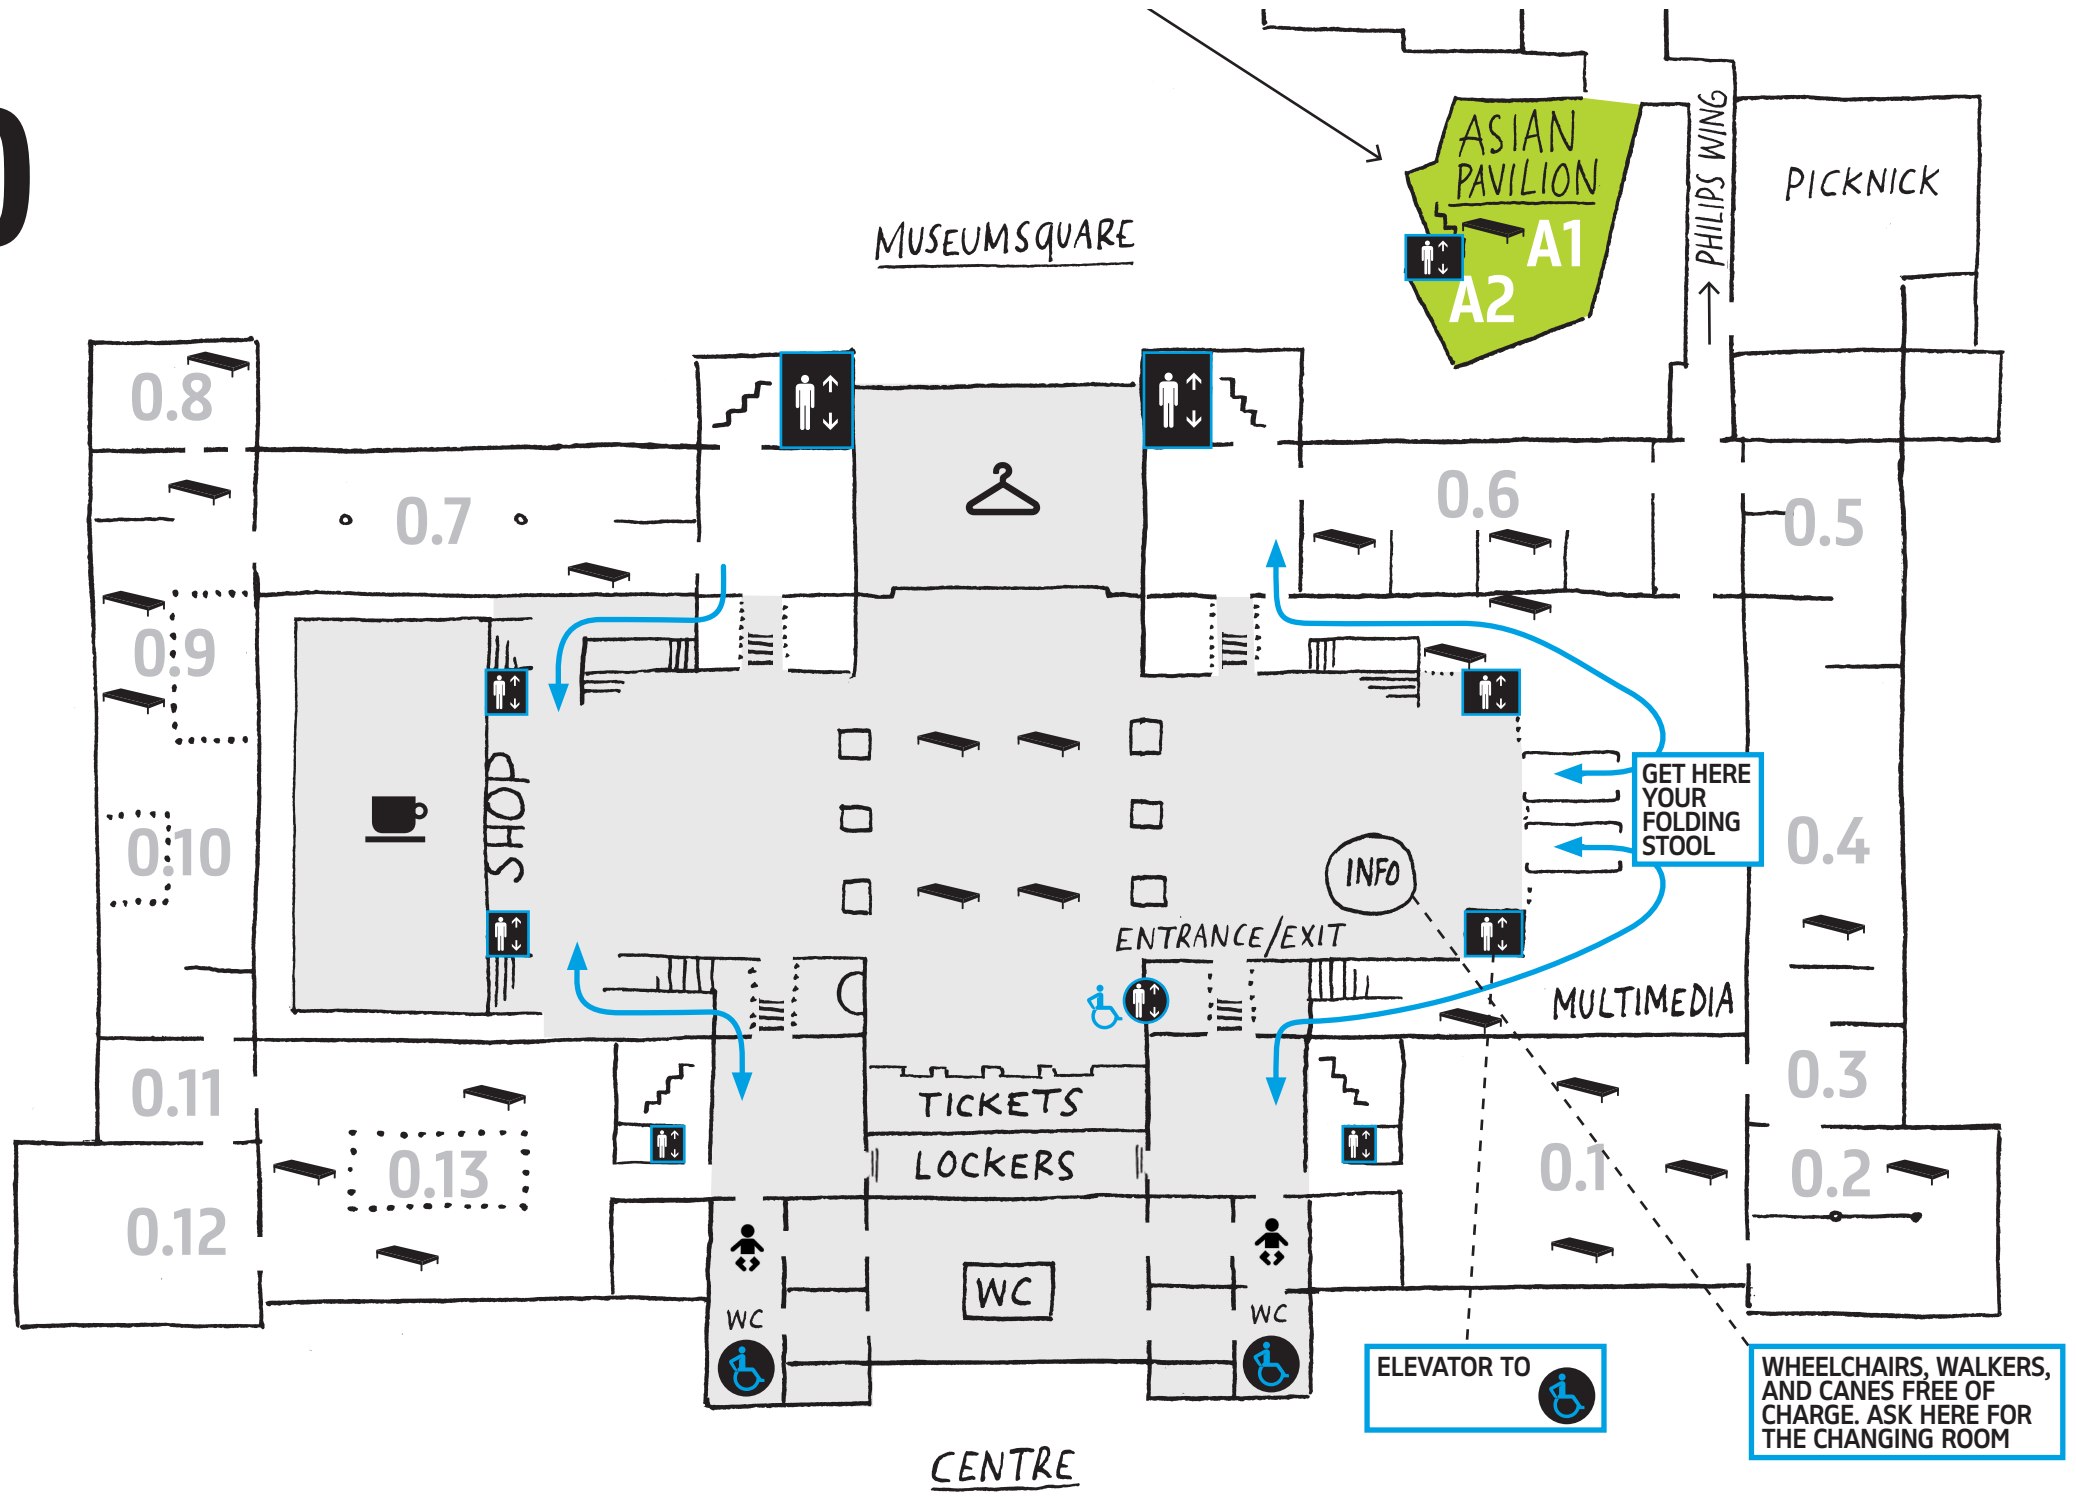 0
ASIAN
PAVILION
A1
A2
PHILIPS WING
PICKNICK
MUSEUMSQUARE
0.8
0.7
0.6
0.5
0.9
SHOP
GET HERE
YOUR
FOLDING
STOOL
0.10
0.4
INFO
ENTRANCE/EXIT
MULTIMEDIA
0.11
TICKETS
0.3
0.13
LOCKERS
0.1
0.2
0.12
WC
WC
WC
ELEVATOR TO
WHEELCHAIRS, WALKERS,
AND CANES FREE OF
CHARGE. ASK HERE FOR
THE CHANGING ROOM
CENTRE